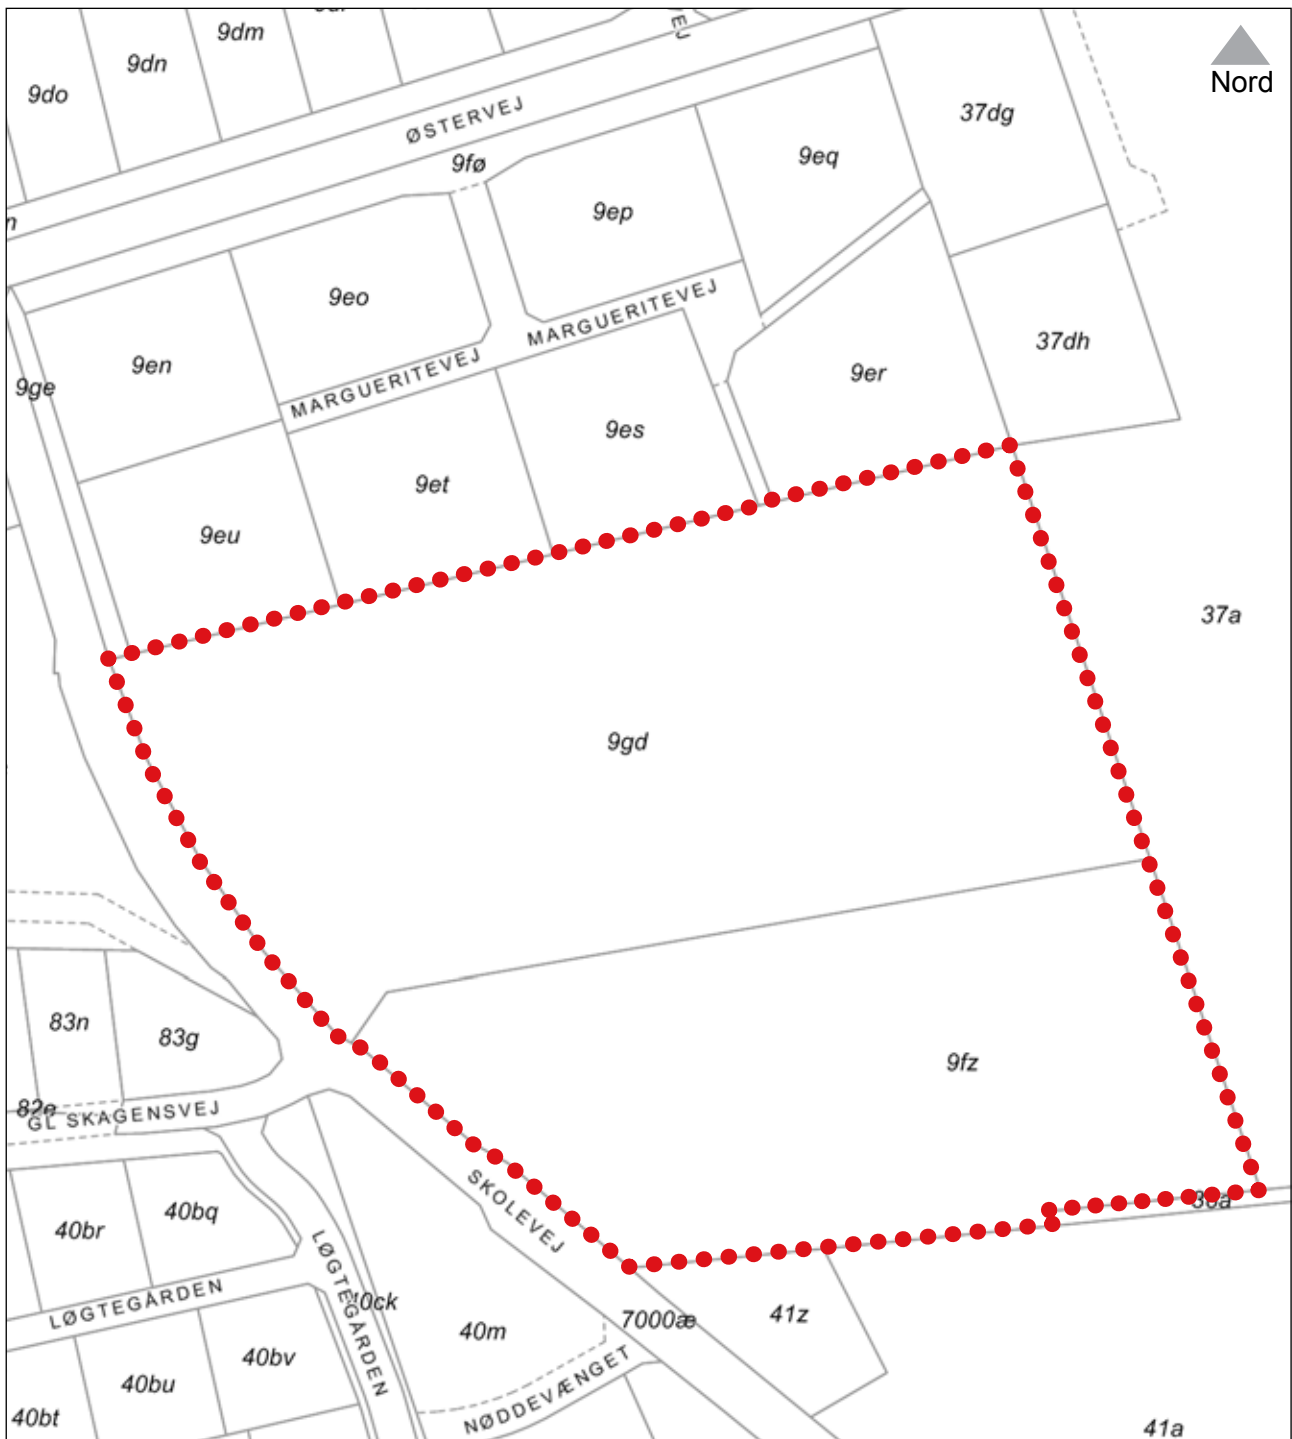 9dm
9dn
9do
Nord
ØSTERVEJ
37dg
9fø
9eq
9ep
9eo
MARGUERITEVEJ
37dh
9en
MARGUERITEVEJ
9er
9ge
9es
9et
9eu
37a
9gd
83n
83g
9fz
82e
GL SKAGENSVEJ
SKOLEVEJ
40bq
40br
LØGTEGÅRDEN
LØGTEGÅRDEN
40ck
7000æ
41z
40m
40bv
NØDDEVÆNGET
40bu
40bt
41a